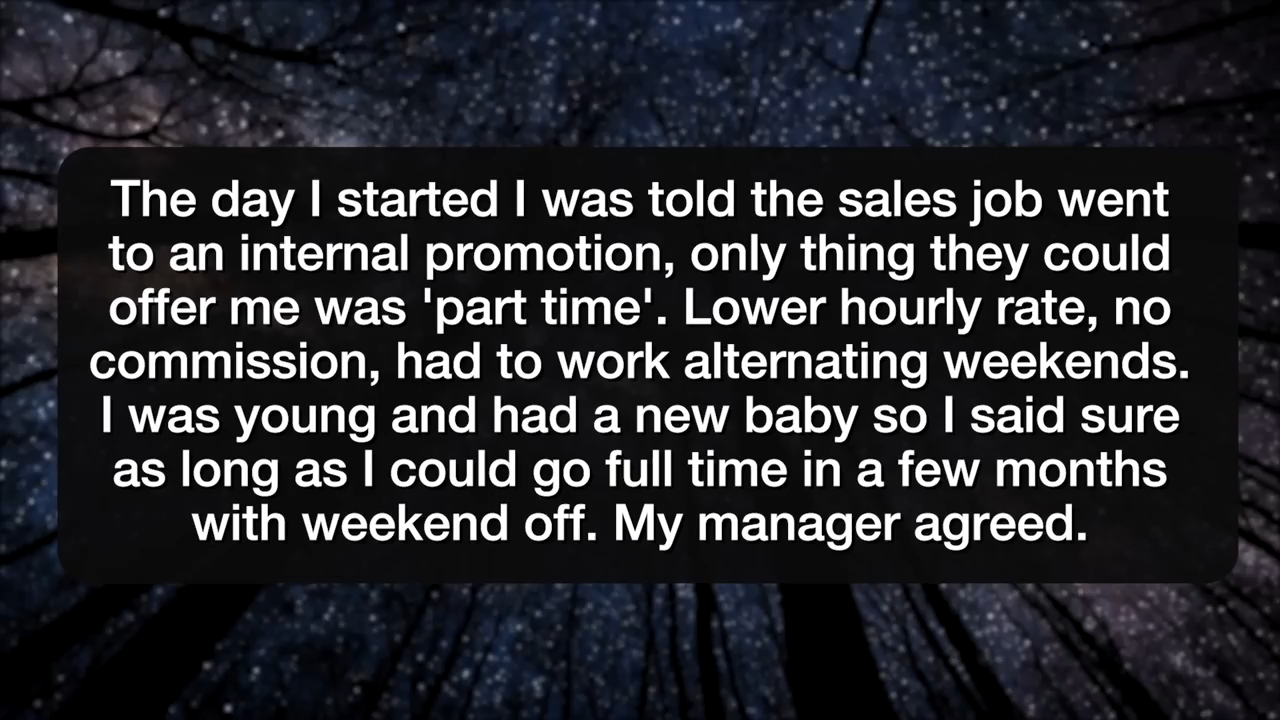 The day I started I was told the sales job went
to an internal promotion, only thing they could
offer me was 'part time'. Lower hourly rate, no
commission, had to work alternating weekends.
I was young and had a new baby so I said sure
as long as I could go full time in a few months
with weekend off. My manager agreed.